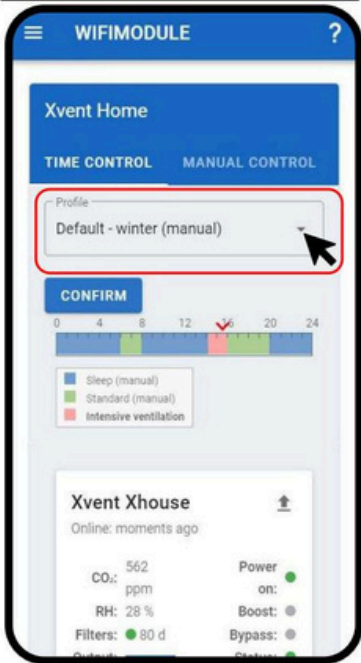 WIFIMODULE ?
Xvent Home
TIME CONTROL MANUAL CONTROL
Profile
Default - winter (manual)
CONFIRM
0 4 8 12 16 20 24
Sleep (manual)
Standard (manual)
Intensive ventilation
Xvent Xhouse
Online: moments ago
CO₂: 562 ppm Power on:
RH: 28 % Boost:
Filters: 80 d Bypass:
Output: Status: